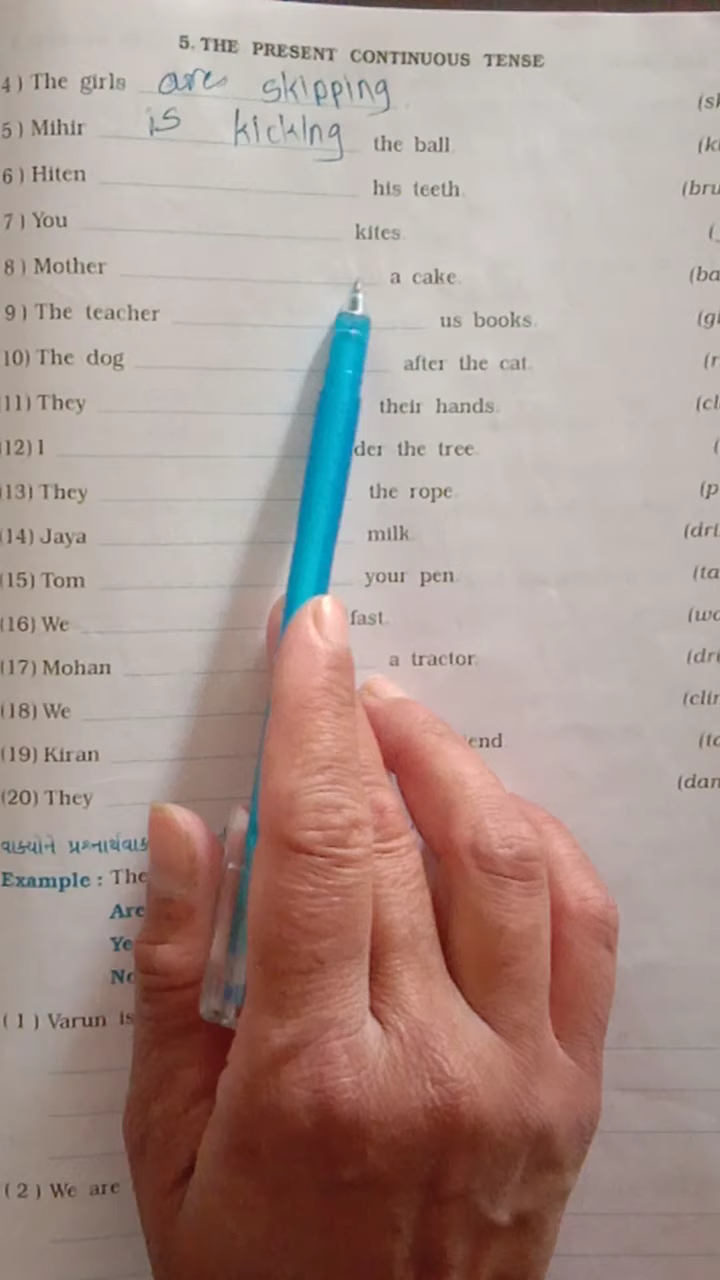 5. THE PRESENT CONTINUOUS TENSE
4) The girls are skipping
5) Mihir is kicking the ball.
6) Hiten his teeth. (bru
7) You kites.
8) Mother a cake. (ba
9) The teacher us books. (gi
10) The dog after the cat. (r
11) They their hands. (cl
(12) I der the tree.
(13) They the rope. (p
(14) Jaya milk. (dri
(15) Tom your pen. (ta
(16) We fast. (wa
(17) Mohan a tractor. (dri
(18) We (clim
(19) Kiran end. (ta
(20) They (dan
વાક્યોને પ્રશ્નાર્થવાક
Example : The
Are
Ye
No
(1) Varun is
(2) We are